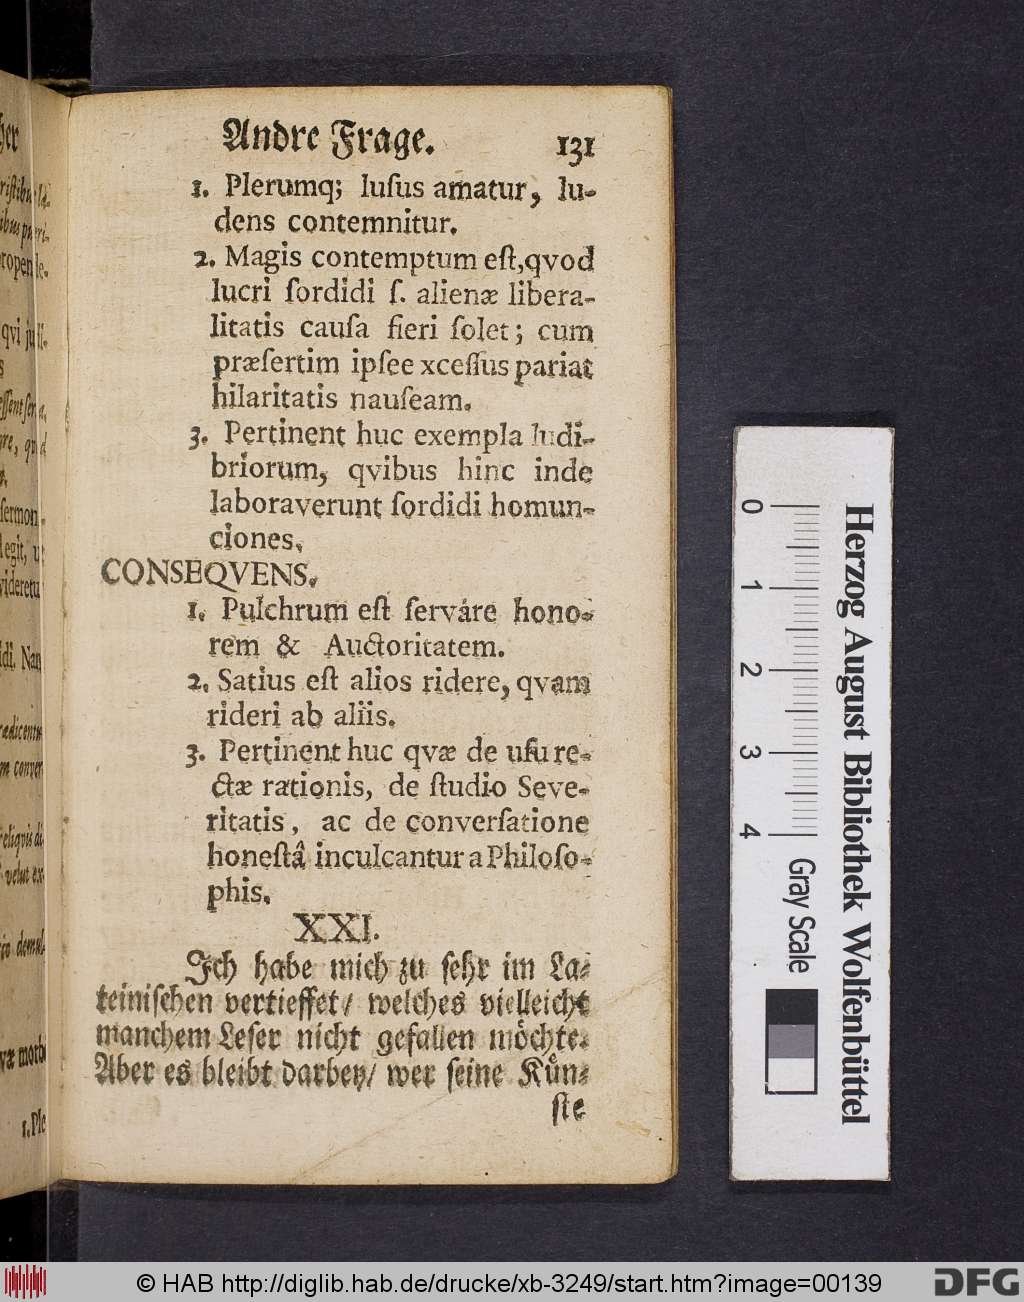 Andre Frage. 131
1. Plerumq; luſus amatur, lu-
dens contemnitur.
2. Magis contemptum eſt, qvod
lucri ſordidi ſ. alienæ libera-
litatis cauſa fieri ſolet; cum
præſertim ipſee xceſſus pariat
hilaritatis nauſeam.
3. Pertinent huc exempla ludi-
briorum, qvibus hinc inde
laboraverunt ſordidi homun-
ciones.
CONSEQVENS.
1. Pulchrum eſt ſerváre hono-
rem & Auctoritatem.
2. Satius eſt alios ridere, qvam
rideri ab aliis.
3. Pertinent huc qvæ de uſu re-
ctæ rationis, de ſtudio Seve-
ritatis, ac de converſatione
honeſtâ inculcantur a Philoſo-
phis.
XXI.
Ich habe mich zu ſehr im La-
teiniſchen vertieffet/ welches vielleicht
manchem Leſer nicht gefallen möchte.
Aber es bleibt darbey/ wer ſeine Kün-
ſte
0 1 2 3 4 Gray Scale
Herzog August Bibliothek Wolfenbüttel
© HAB http://diglib.hab.de/drucke/xb-3249/start.htm?image=00139
DFG